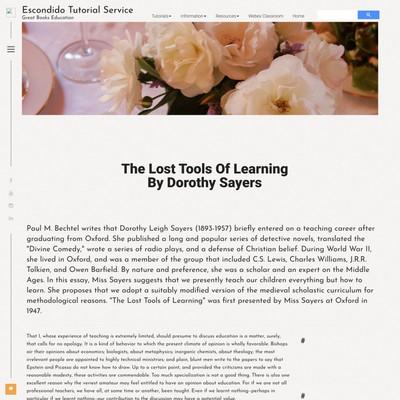 Escondido Tutorial Service
Great Books Education
Tutorials Information Resources Webex Classroom Home
The Lost Tools Of Learning
By Dorothy Sayers
Paul M. Bechtel writes that Dorothy Leigh Sayers (1893-1957) briefly entered on a teaching career after
graduating from Oxford. She published a long and popular series of detective novels, translated the
"Divine Comedy," wrote a series of radio plays, and a defense of Christian belief. During World War II,
she lived in Oxford, and was a member of the group that included C.S. Lewis, Charles Williams, J.R.R.
Tolkien, and Owen Barfield. By nature and preference, she was a scholar and an expert on the Middle
Ages. In this essay, Miss Sayers suggests that we presently teach our children everything but how to
learn. She proposes that we adopt a suitably modified version of the medieval scholastic curriculum for
methodological reasons. "The Lost Tools of Learning" was first presented by Miss Sayers at Oxford in
1947.
That I, whose experience of teaching is extremely limited, should presume to discuss education is a matter, surely,
that calls for no apology. It is a kind of behavior to which the present climate of opinion is wholly favorable. Bishops
air their opinions about economics; biologists, about metaphysics; inorganic chemists, about theology; the most
irrelevant people are appointed to highly technical ministries; and plain, blunt men write to the papers to say that
Epstein and Picasso do not know how to draw. Up to a certain point, and provided the criticisms are made with a
reasonable modesty, these activities are commendable. Too much specialization is not a good thing. There is also one
excellent reason why the veriest amateur may feel entitled to have an opinion about education. For if we are not all
professional teachers, we have all, at some time or another, been taught. Even if we learnt nothing-perhaps in
particular if we learnt nothing-our contribution to the discussion may have a potential value.